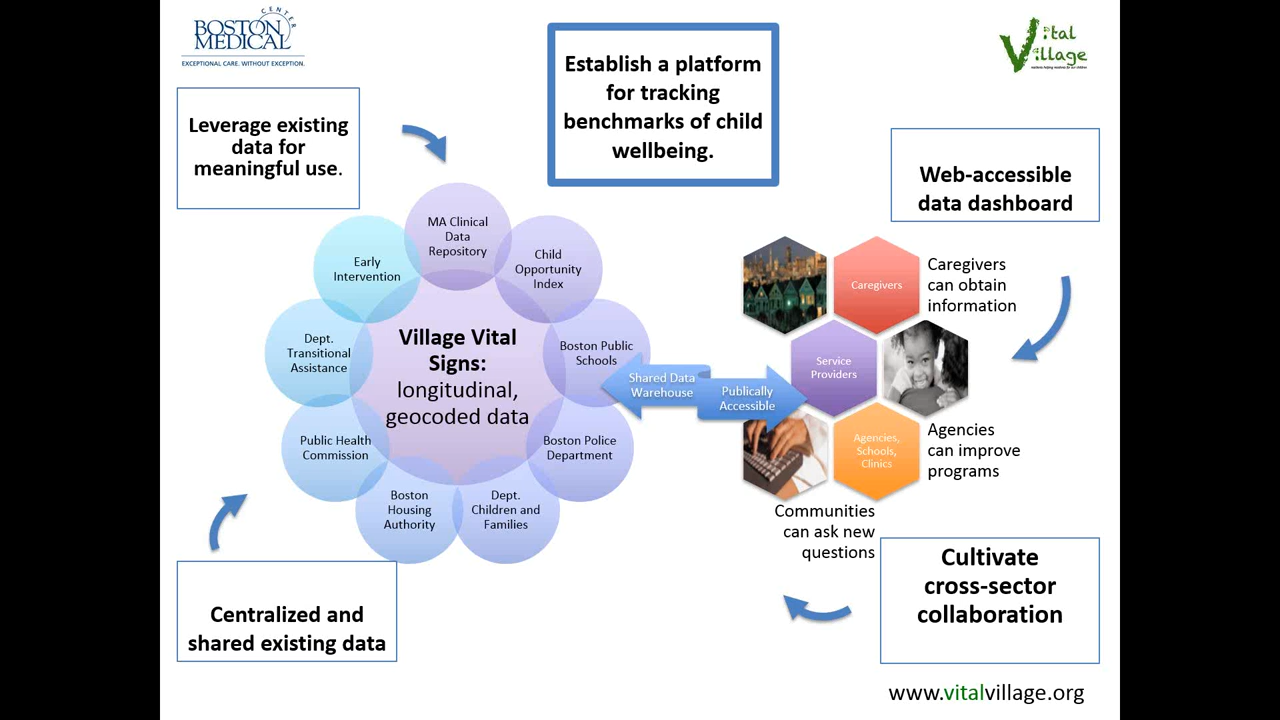 BOSTON
MEDICAL
CENTER
EXCEPTIONAL CARE. WITHOUT EXCEPTION.
Establish a platform
for tracking
benchmarks of child
wellbeing.
Vital
Village
Leverage existing
data for
meaningful use.
Web-accessible
data dashboard
MA Clinical
Data
Repository
Child
Opportunity
Index
Early
Intervention
Boston Public
Schools
Dept.
Transitional
Assistance
Village Vital
Signs:
longitudinal,
geocoded data
Public Health
Commission
Boston Police
Department
Boston
Housing
Authority
Dept.
Children and
Families
Shared Data
Warehouse
Publically
Accessible
Caregivers
Caregivers
can obtain
information
Service
Providers
Agencies,
Schools,
Clinics
Agencies
can improve
programs
Communities
can ask new
questions
Centralized and
shared existing data
Cultivate
cross-sector
collaboration
www.vitalvillage.org